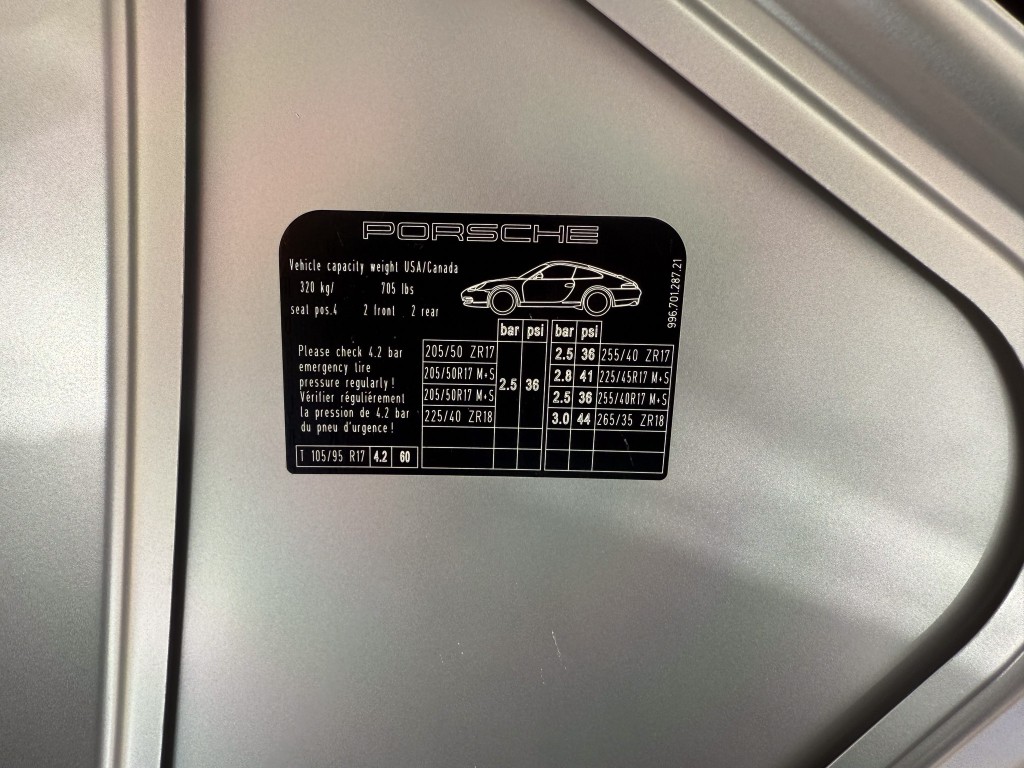 PORSCHE
Vehicle capacity weight USA/Canada
320 kg/ 705 lbs
seat pos.4 2 front 2 rear
996.701.287.21
bar psi bar psi
Please check 4.2 bar
emergency tire
pressure regularly!
Vérifier régulièrement
la pression de 4.2 bar
du pneu d'urgence!
T 105/95 R17 4.2 60
205/50 ZR17 2.5 36 2.5 36 255/40 ZR17
205/50R17 M+S 2.8 41 225/45R17 M+S
205/50R17 M+S 2.5 36 255/40R17 M+S
225/40 ZR18 3.0 44 265/35 ZR18